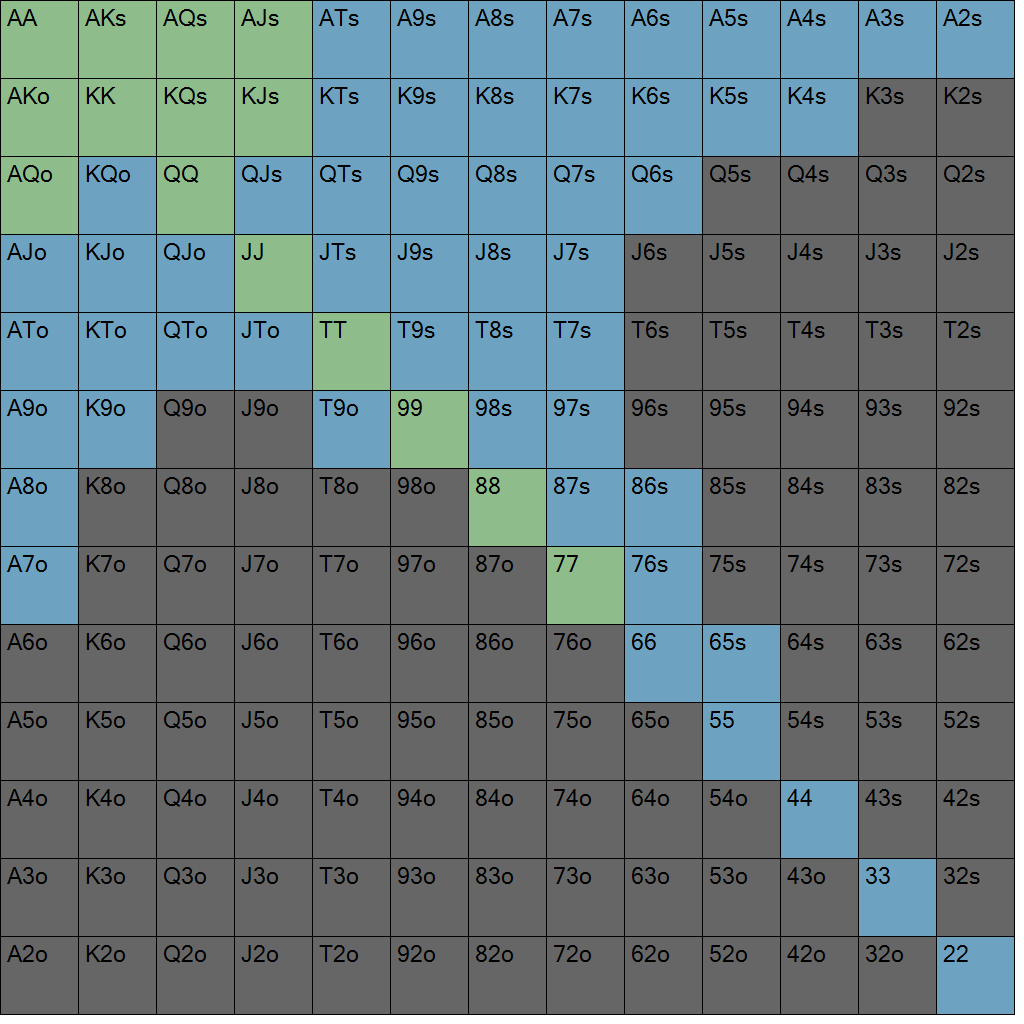 AA AKs AQs AJs ATs A9s A8s A7s A6s A5s A4s A3s A2s
AKo KK KQs KJs KTs K9s K8s K7s K6s K5s K4s K3s K2s
AQo KQo QQ QJs QTs Q9s Q8s Q7s Q6s Q5s Q4s Q3s Q2s
AJo KJo QJo JJ JTs J9s J8s J7s J6s J5s J4s J3s J2s
ATo KTo QTo JTo TT T9s T8s T7s T6s T5s T4s T3s T2s
A9o K9o Q9o J9o T9o 99 98s 97s 96s 95s 94s 93s 92s
A8o K8o Q8o J8o T8o 98o 88 87s 86s 85s 84s 83s 82s
A7o K7o Q7o J7o T7o 97o 87o 77 76s 75s 74s 73s 72s
A6o K6o Q6o J6o T6o 96o 86o 76o 66 65s 64s 63s 62s
A5o K5o Q5o J5o T5o 95o 85o 75o 65o 55 54s 53s 52s
A4o K4o Q4o J4o T4o 94o 84o 74o 64o 54o 44 43s 42s
A3o K3o Q3o J3o T3o 93o 83o 73o 63o 53o 43o 33 32s
A2o K2o Q2o J2o T2o 92o 82o 72o 62o 52o 42o 32o 22